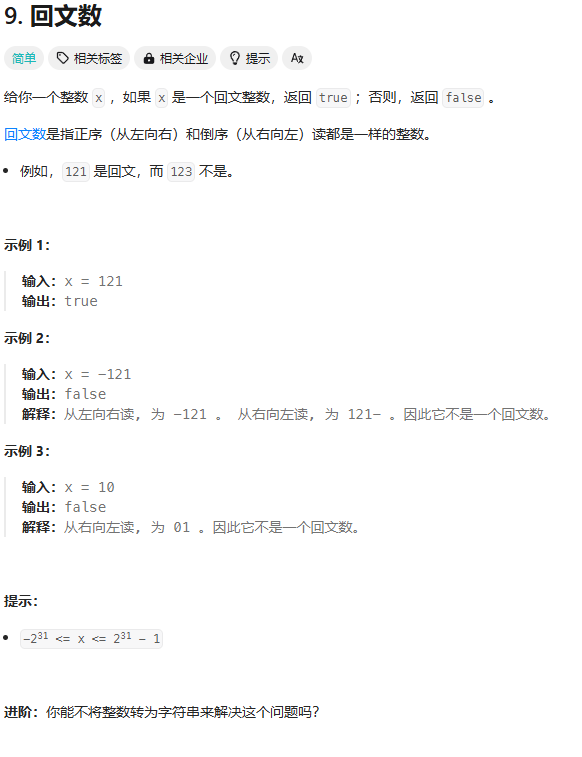 9. 回文数
简单 相关标签 相关企业 提示 Aあ
给你一个整数 x ，如果 x 是一个回文整数，返回 true ；否则，返回 false 。
回文数是指正序（从左向右）和倒序（从右向左）读都是一样的整数。
• 例如，121 是回文，而 123 不是。
示例 1：
输入：x = 121
输出：true
示例 2：
输入：x = -121
输出：false
解释：从左向右读, 为 -121 。 从右向左读, 为 121- 。因此它不是一个回文数。
示例 3：
输入：x = 10
输出：false
解释：从右向左读, 为 01 。因此它不是一个回文数。
提示：
• -2³¹ <= x <= 2³¹ - 1
进阶：你能不将整数转为字符串来解决这个问题吗？